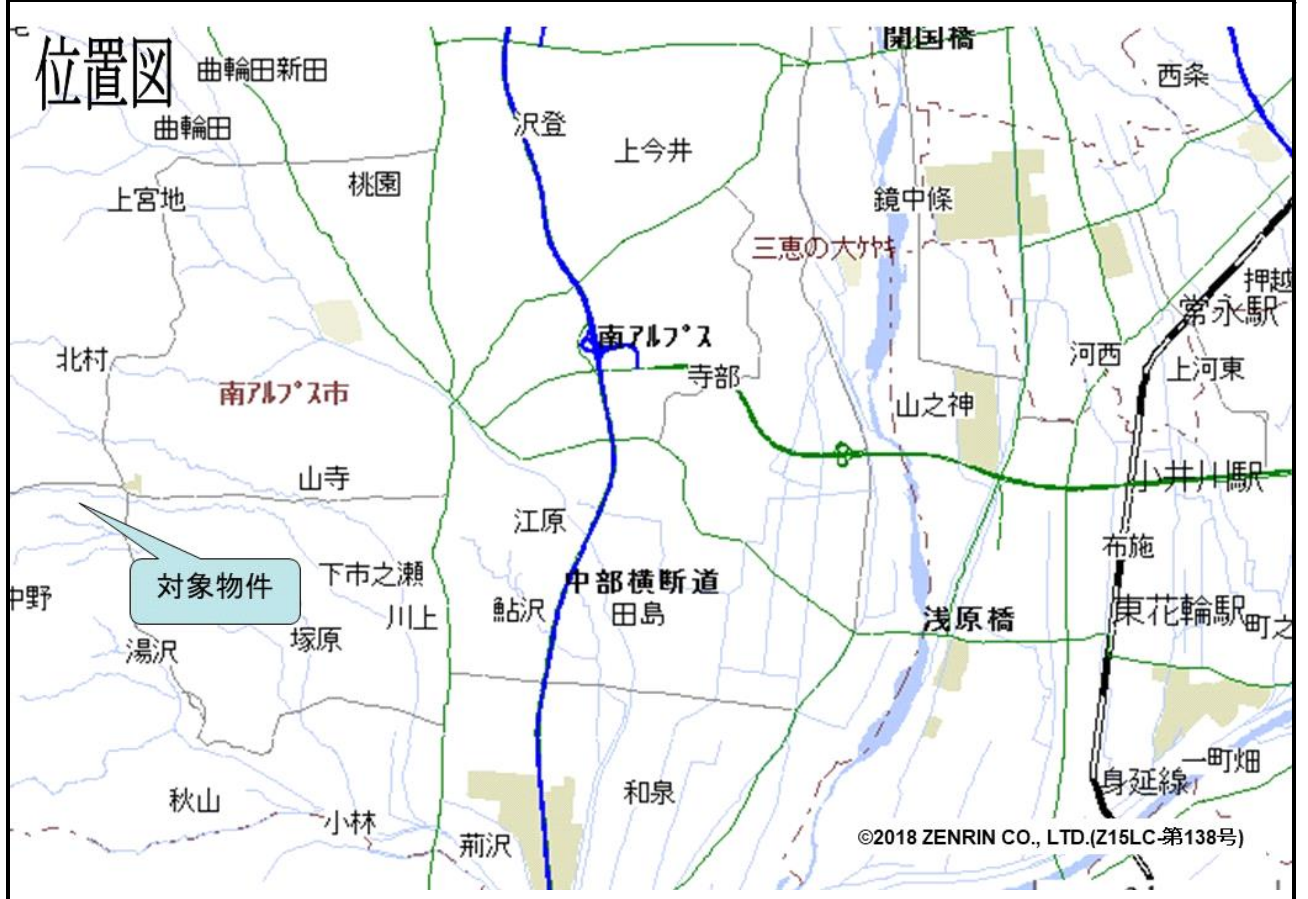 位置図
曲輪田新田
開国橋
西条
曲輪田
沢登
上今井
桃園
上宮地
鏡中條
三恵の大ケヤキ
押越
常永駅
南アルプス
北村
寺部
河西
上河東
南アルプス市
山之神
山寺
小井川駅
江原
布施
対象物件
下市之瀬
中部横断道
中野
川上
鮎沢
田島
浅原橋
東花輪駅
町之
塚原
湯沢
一町畑
身延線
秋山
和泉
小林
荊沢
©2018 ZENRIN CO., LTD.(Z15LC-第138号)